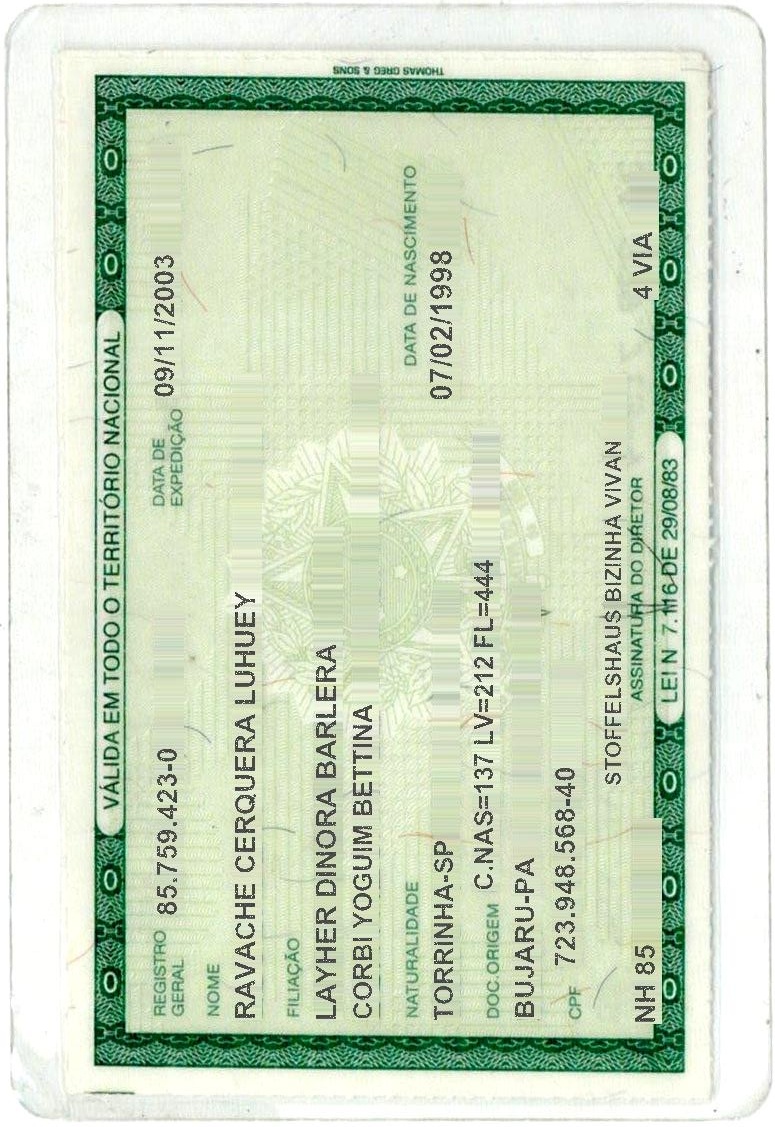 THOMAS GREG & SONS
VÁLIDA EM TODO O TERRITÓRIO NACIONAL
REGISTRO GERAL 85.759.423-0 DATA DE EXPEDIÇÃO 09/11/2003
NOME
RAVACHE CERQUERA LUHUEY
FILIAÇÃO
LAYHER DINORA BARLERA
CORBI YOGUIM BETTINA
NATURALIDADE DATA DE NASCIMENTO
TORRINHA-SP 07/02/1998
DOC.ORIGEM C.NAS=137 LV=212 FL=444
BUJARU-PA
CPF 723.948.568-40
STOFFELSHAUS BIZINHA VIVAN
NH 85 ASSINATURA DO DIRETOR 4 VIA
LEI N 7.116 DE 29/08/83